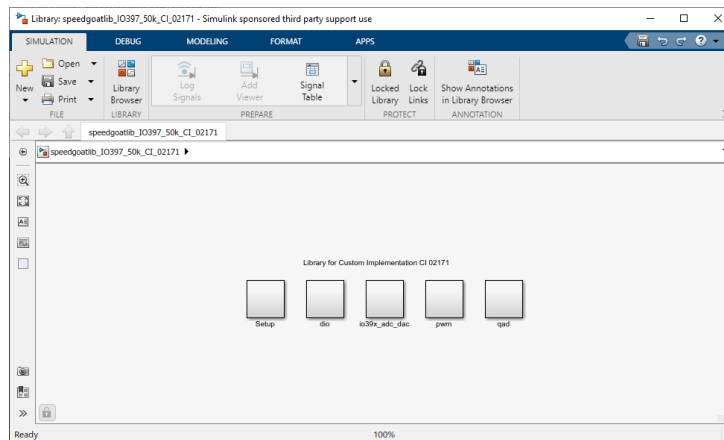 Library: speedgoatlib_IO397_50k_CI_02171 - Simulink sponsored third party support use
SIMULATION DEBUG MODELING FORMAT APPS
New
Open
Save
Print
FILE
Library Browser
LIBRARY
Log Signals
Add Viewer
Signal Table
PREPARE
Locked Library
Lock Links
PROTECT
Show Annotations in Library Browser
ANNOTATION
speedgoatlib_IO397_50k_CI_02171
speedgoatlib_IO397_50k_CI_02171
Library for Custom Implementation CI 02171
Setup dio io39x_adc_dac pwm qad
Ready 100%